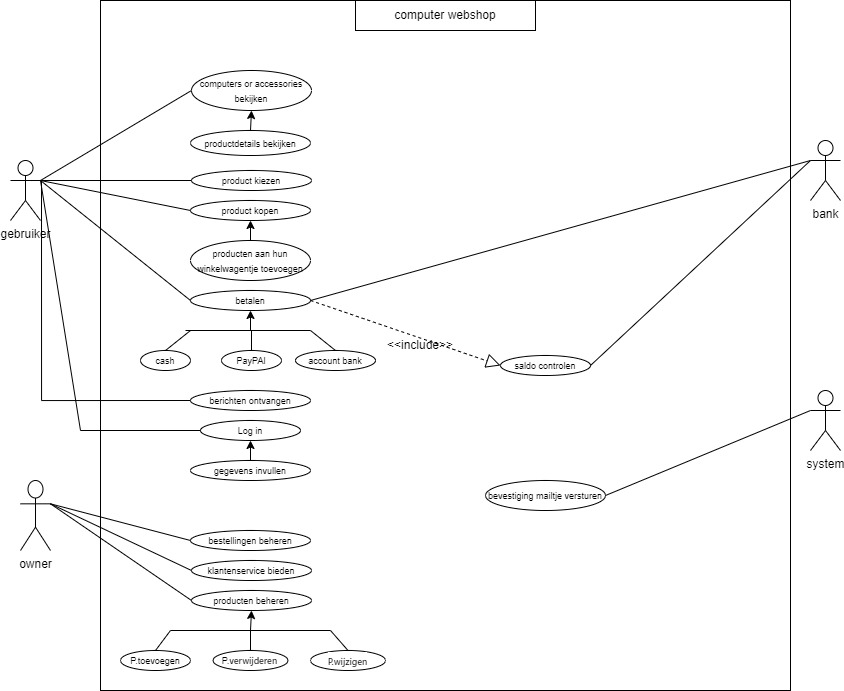 computer webshop
computers or accessories
bekijken
productdetails bekijken
product kiezen
product kopen
producten aan hun
winkelwagentje toevoegen
betalen
cash
PayPAl
account bank
<<include>>
saldo controlen
berichten ontvangen
Log in
gegevens invullen
bevestiging mailtje versturen
bestellingen beheren
klantenservice bieden
producten beheren
P.toevoegen
P.verwijderen
P.wijzigen
gebruiker
owner
bank
system